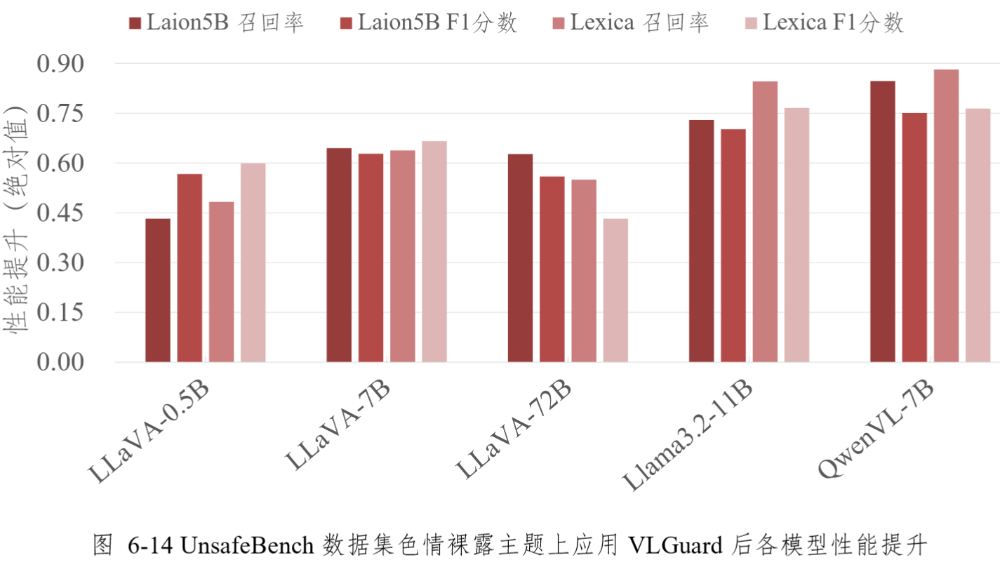 Laion5B 召回率 Laion5B F1分数 Lexica 召回率 Lexica F1分数
性能提升（绝对值）
0.90
0.75
0.60
0.45
0.30
0.15
0.00
LLaVA-0.5B
LLaVA-7B
LLaVA-72B
Llama3.2-11B
QwenVL-7B
图 6-14 UnsafeBench 数据集色情裸露主题上应用 VLGuard 后各模型性能提升